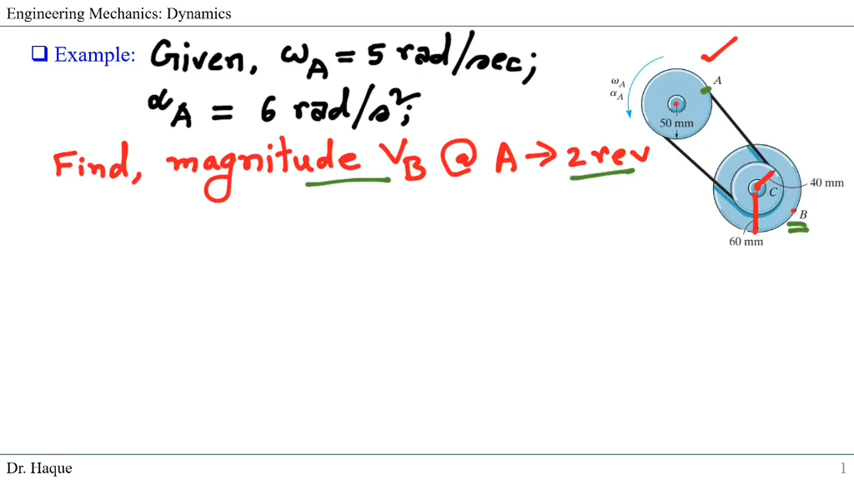 Engineering Mechanics: Dynamics
❑ Example: Given, ωA = 5 rad/sec;
αA = 6 rad/s²;
Find, magnitude VB @ A → 2 rev
ωA
αA
A
50 mm
40 mm
C
B
60 mm
Dr. Haque
1